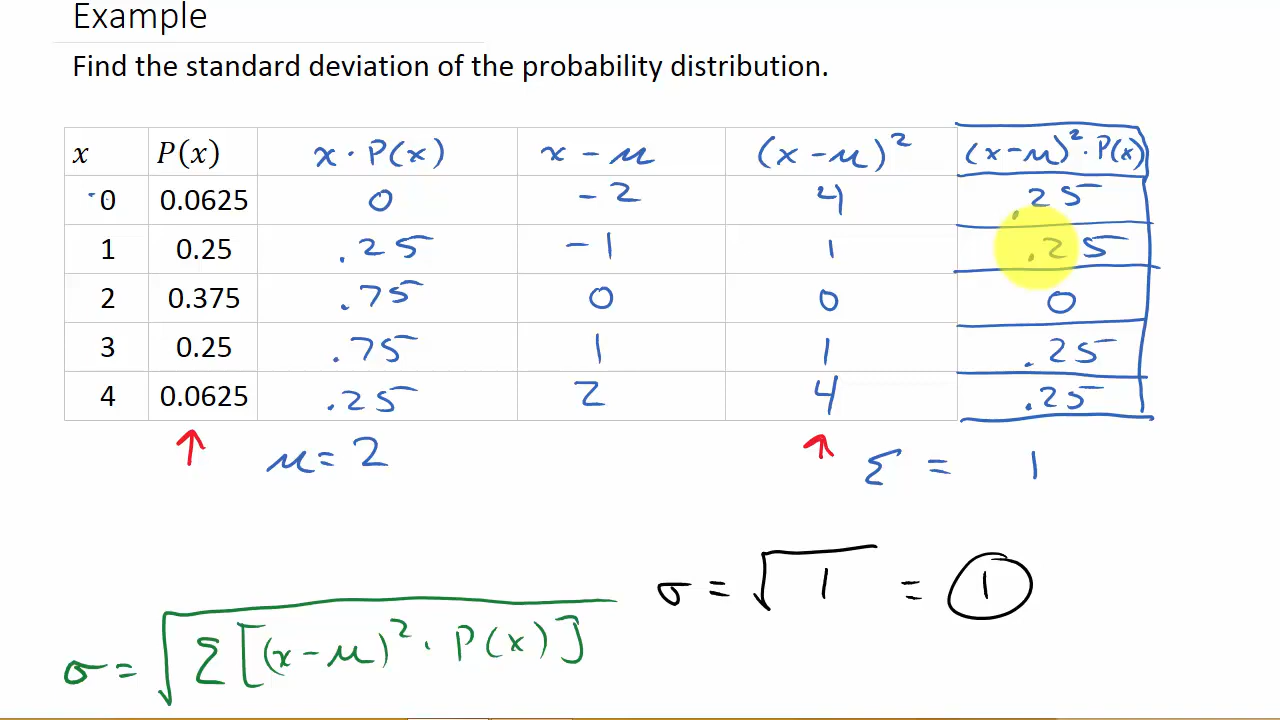 Example
Find the standard deviation of the probability distribution.
x P(x) x · P(x) x − μ (x − μ)² (x−μ)² · P(x)
0 0.0625 0 −2 4 .25
1 0.25 .25 −1 1 .25
2 0.375 .75 0 0 0
3 0.25 .75 1 1 .25
4 0.0625 .25 2 4 .25
μ = 2 Σ = 1
σ = √1 = 1
σ = √Σ[(x−μ)² · P(x)]